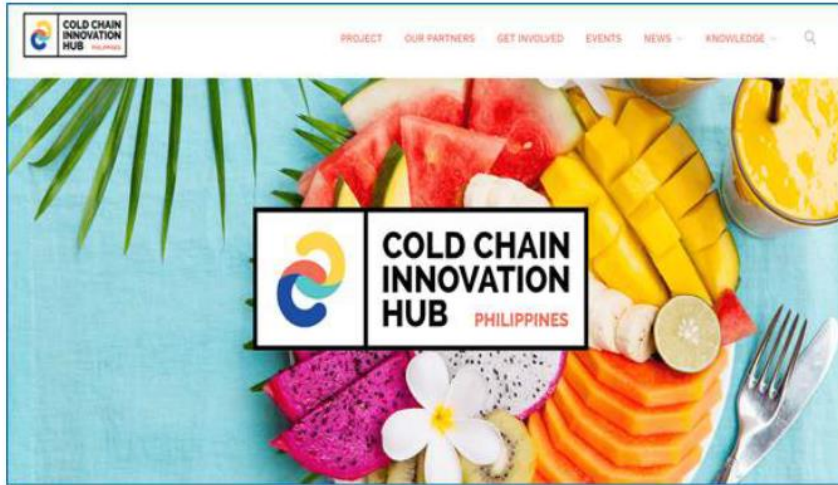 COLD CHAIN
INNOVATION
HUB PHILIPPINES
PROJECT OUR PARTNERS GET INVOLVED EVENTS NEWS KNOWLEDGE
COLD CHAIN
INNOVATION
HUB PHILIPPINES